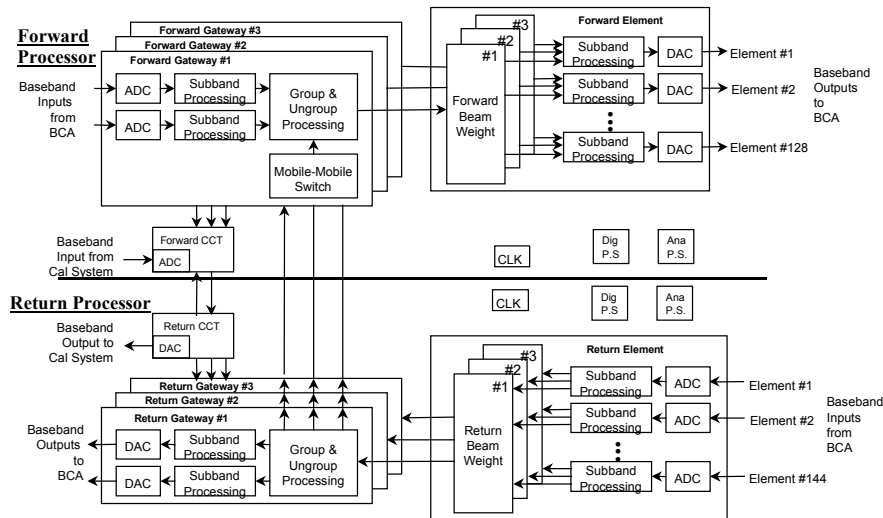 Forward
Processor
Forward Gateway #3
Forward Gateway #2
Forward Gateway #1
Baseband
Inputs
from
BCA
ADC
Subband
Processing
ADC
Subband
Processing
Group &
Ungroup
Processing
Mobile-Mobile
Switch
Forward Element
#3
#2
#1
Forward
Beam
Weight
Subband
Processing
DAC
Element #1
Subband
Processing
DAC
Element #2
Subband
Processing
DAC
Element #128
Baseband
Outputs
to
BCA
Baseband
Input from
Cal System
Forward CCT
ADC
CLK
Dig
P.S
Ana
P.S.
Return Processor
CLK
Dig
P.S
Ana
P.S.
Baseband
Output to
Cal System
Return CCT
DAC
Return Gateway #3
Return Gateway #2
Return Gateway #1
Baseband
Outputs
to
BCA
DAC
Subband
Processing
DAC
Subband
Processing
Group &
Ungroup
Processing
Return Element
#3
#2
#1
Return
Beam
Weight
Subband
Processing
ADC
Element #1
Subband
Processing
ADC
Element #2
Subband
Processing
ADC
Element #144
Baseband
Inputs
from
BCA